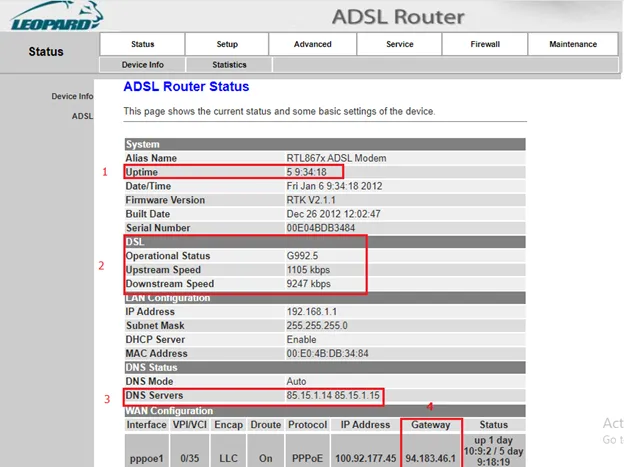 LEOPARD
ADSL Router
Status
Status Setup Advanced Service Firewall Maintenance
Device Info Statistics
Device Info
ADSL
ADSL Router Status
This page shows the current status and some basic settings of the device.
System
Alias Name RTL867x ADSL Modem
1 Uptime 5 9:34:18
Date/Time Fri Jan 6 9:34:18 2012
Firmware Version RTK V2.1.1
Built Date Dec 26 2012 12:02:47
Serial Number 00E04BDB3484
DSL
2 Operational Status G992.5
Upstream Speed 1105 kbps
Downstream Speed 9247 kbps
LAN Configuration
IP Address 192.168.1.1
Subnet Mask 255.255.255.0
DHCP Server Enable
MAC Address 00:E0:4B:DB:34:84
DNS Status
DNS Mode Auto
3 DNS Servers 85.15.1.14 85.15.1.15
4
WAN Configuration
Interface VPI/VCI Encap Droute Protocol IP Address Gateway Status
pppoe1 0/35 LLC On PPPoE 100.92.177.45 94.183.46.1 up 1 day
10:9:2 / 5 day
9:18:19
Act
Go to